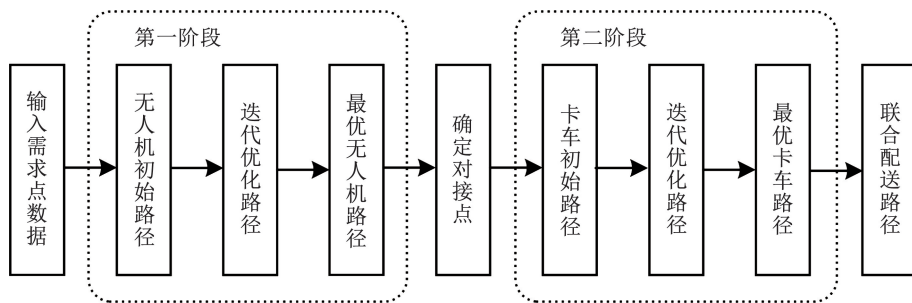 第一阶段
第二阶段
输入需求点数据
无人机初始路径
迭代优化路径
最优无人机路径
确定对接点
卡车初始路径
迭代优化路径
最优卡车路径
联合配送路径